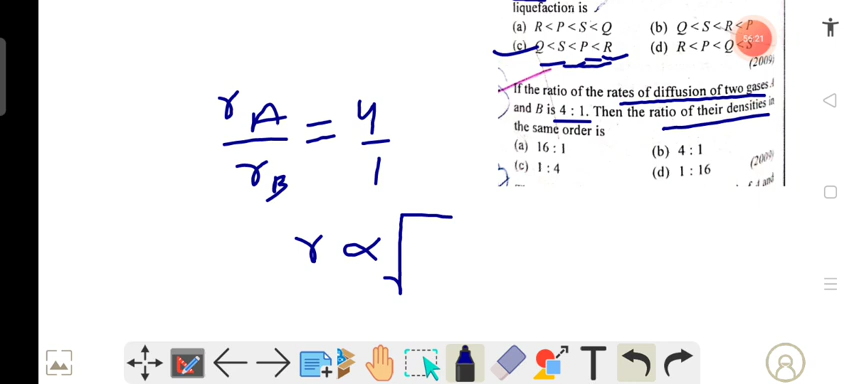 liquefaction is
(a) R < P < S < Q (b) Q < S < R < P
(c) Q < S < P < R (d) R < P < Q < S
56:21
(2009)
If the ratio of the rates of diffusion of two gases A
and B is 4 : 1. Then the ratio of their densities in
the same order is
(a) 16 : 1 (b) 4 : 1
(c) 1 : 4 (d) 1 : 16
(2009)
r A / r B = 4 / 1
r ∝ √
T